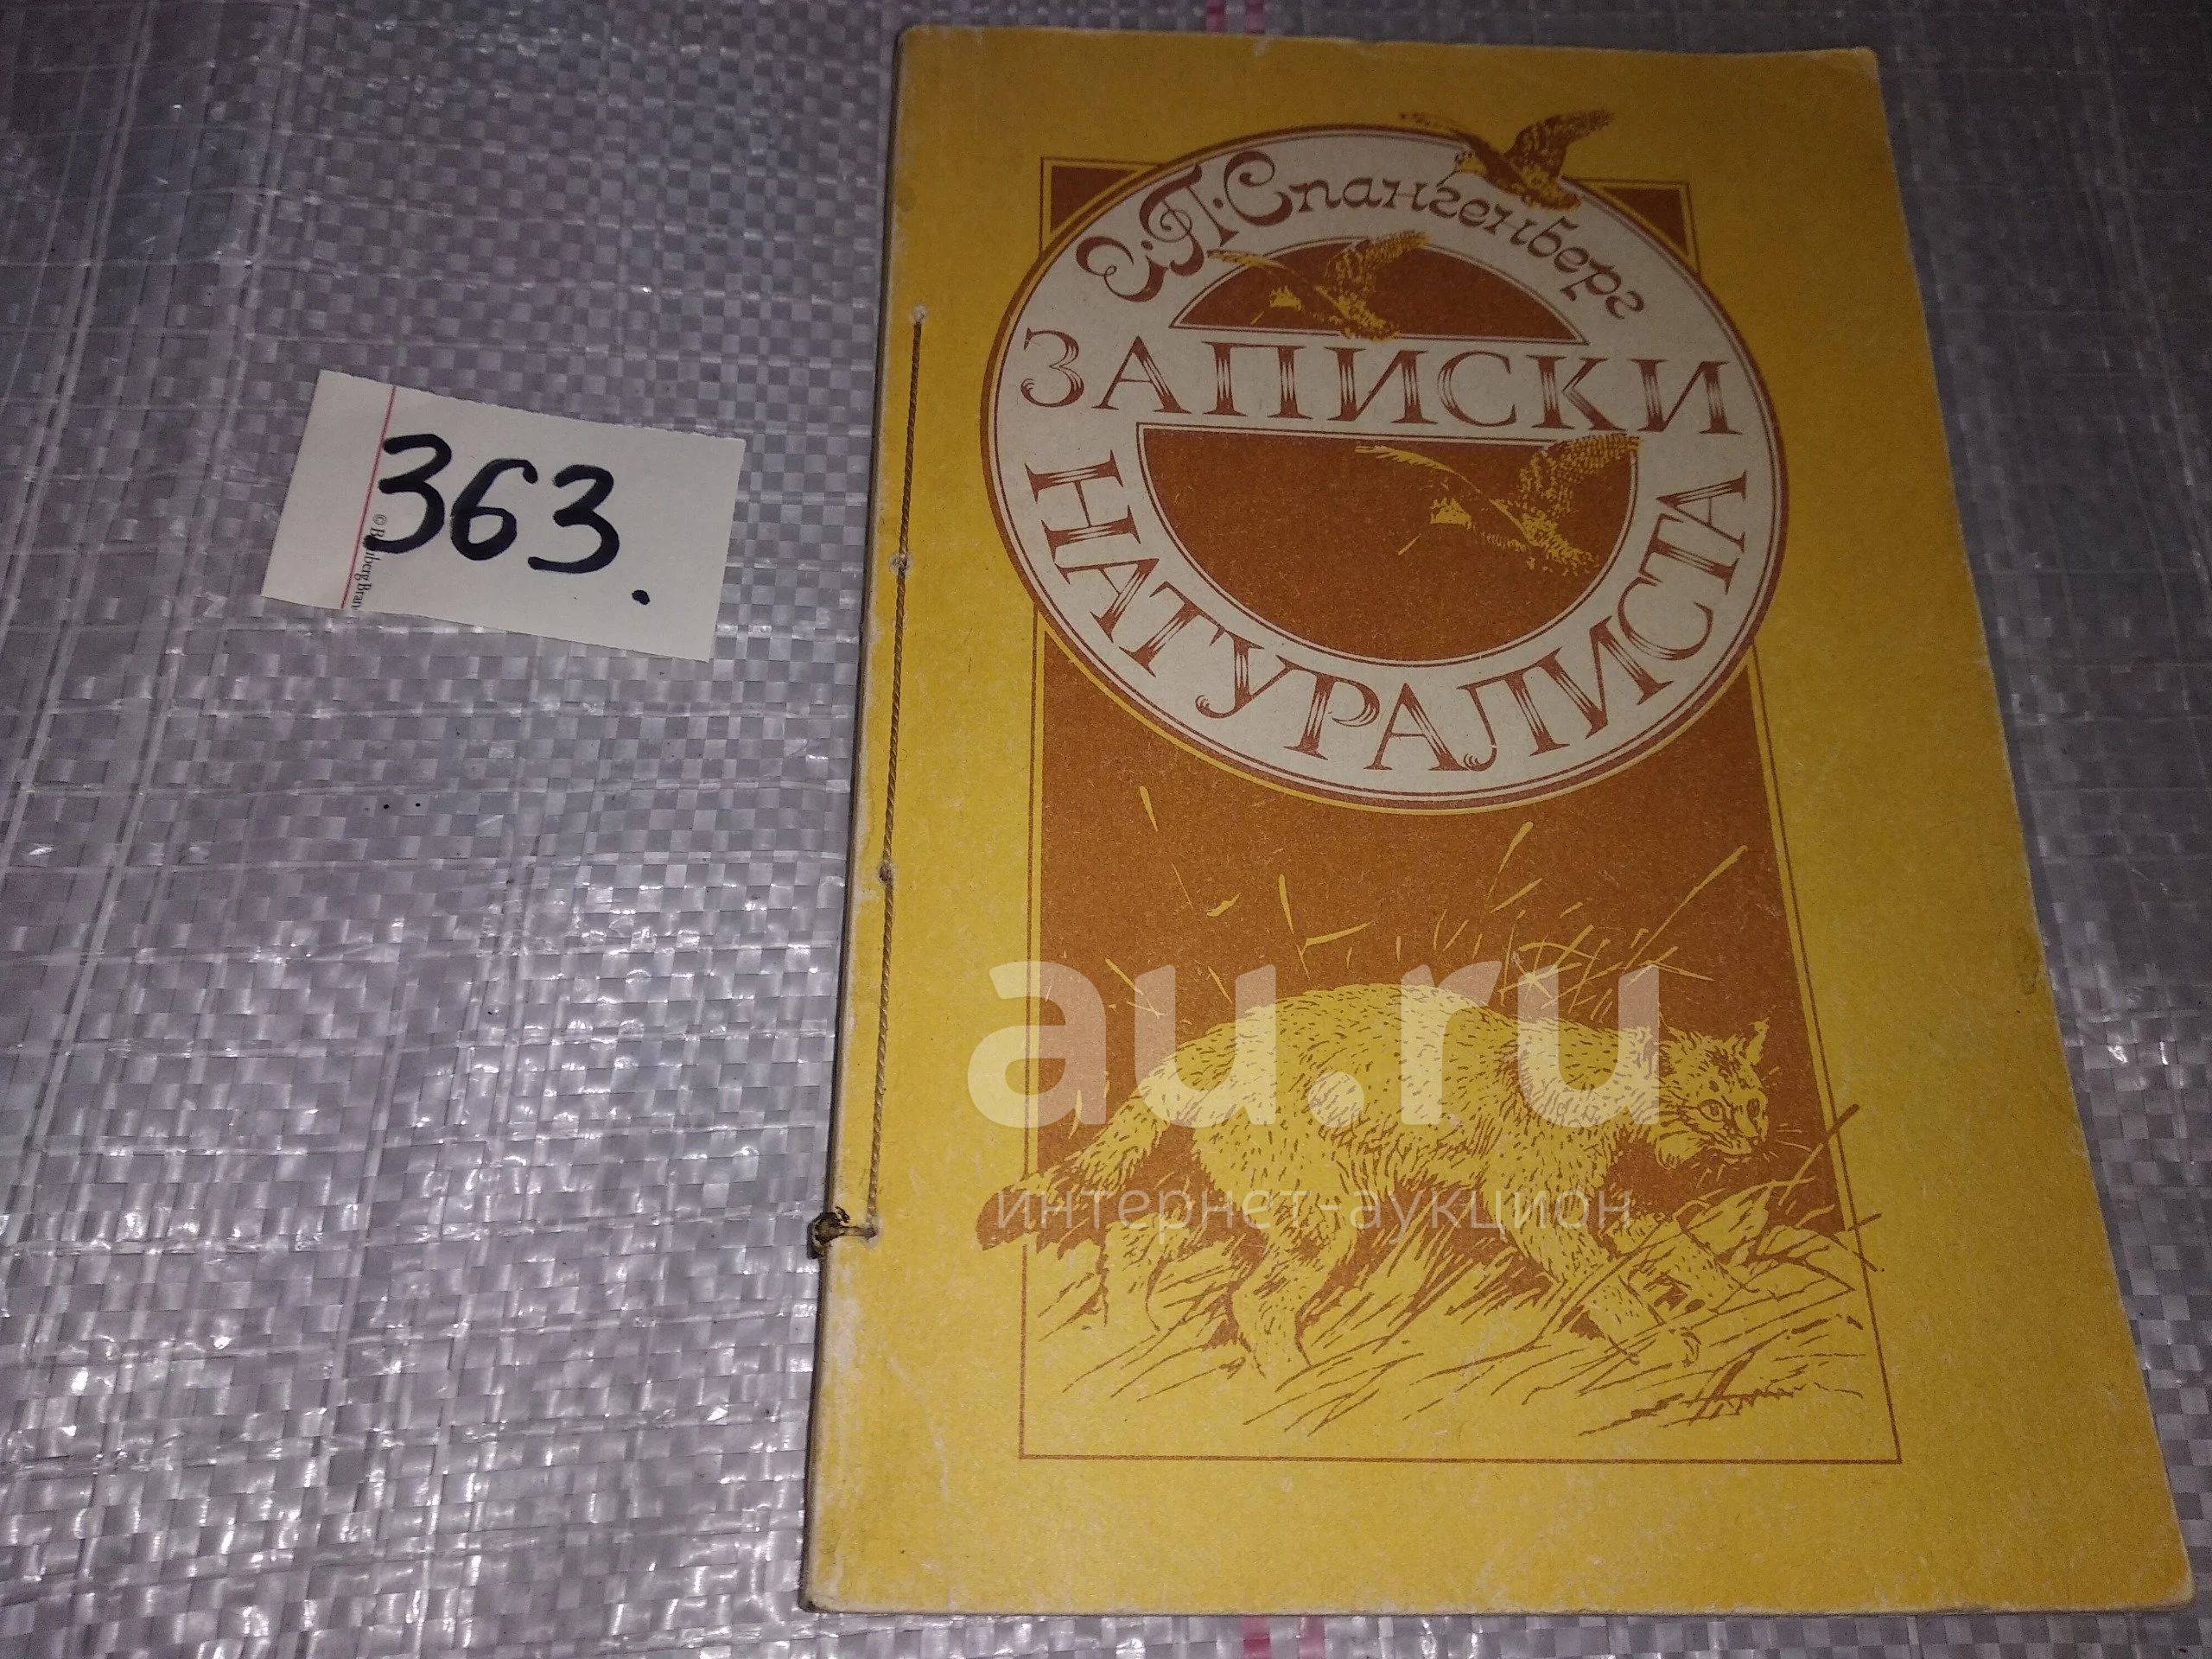 363.
Е.П. Спангенберг
ЗАПИСКИ
НАТУРАЛИСТА
au.ru
интернет-аукцион